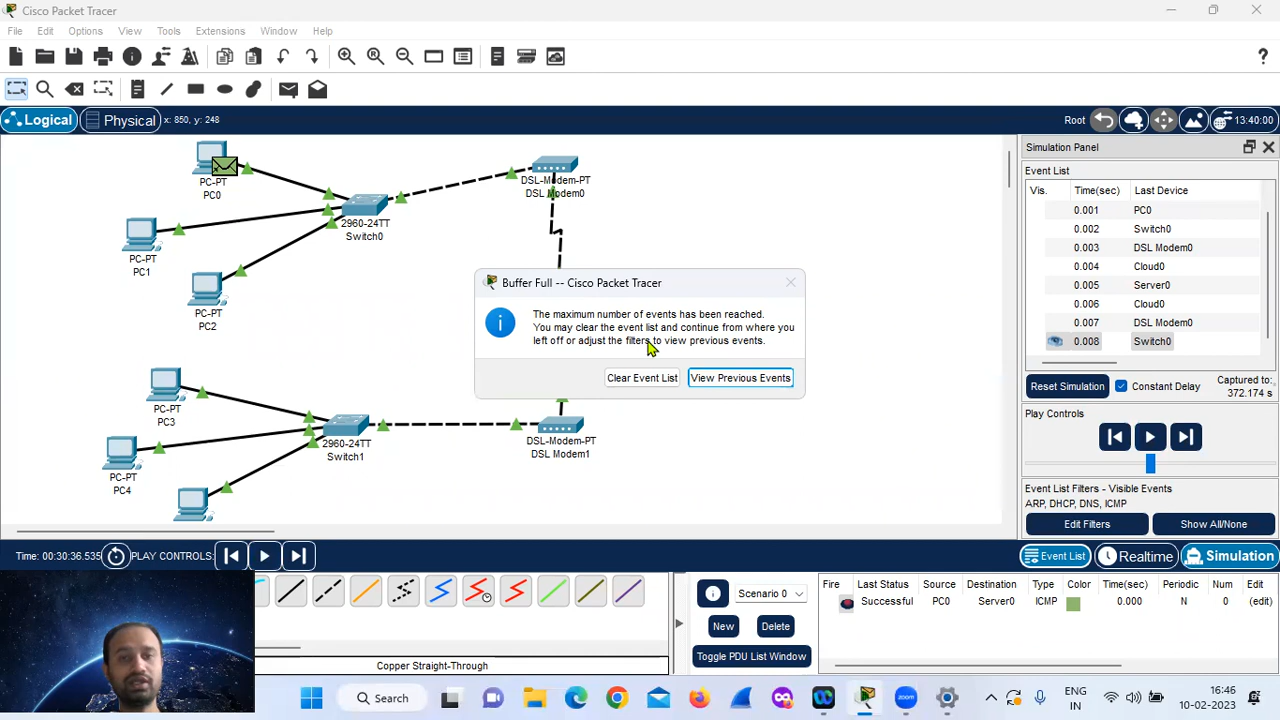 Cisco Packet Tracer
File Edit Options View Tools Extensions Window Help
Logical Physical x: 850, y: 248 Root 13:40:00
PC-PT
PC0
PC-PT
PC1
PC-PT
PC2
2960-24TT
Switch0
DSL-Modem-PT
DSL Modem0
PC-PT
PC3
PC-PT
PC4
2960-24TT
Switch1
DSL-Modem-PT
DSL Modem1
Buffer Full -- Cisco Packet Tracer
The maximum number of events has been reached.
You may clear the event list and continue from where you
left off or adjust the filters to view previous events.
Clear Event List View Previous Events
Simulation Panel
Event List
Vis. Time(sec) Last Device
0.001 PC0
0.002 Switch0
0.003 DSL Modem0
0.004 Cloud0
0.005 Server0
0.006 Cloud0
0.007 DSL Modem0
0.008 Switch0
Reset Simulation Constant Delay Captured to:
372.174 s
Play Controls
Event List Filters - Visible Events
ARP, DHCP, DNS, ICMP
Edit Filters Show All/None
Time: 00:30:36.535 PLAY CONTROLS: Event List Realtime Simulation
Scenario 0
New Delete
Toggle PDU List Window
Fire Last Status Source Destination Type Color Time(sec) Periodic Num Edit
Successful PC0 Server0 ICMP 0.000 N 0 (edit)
Copper Straight-Through
Search
ENG
IN
16:46
10-02-2023